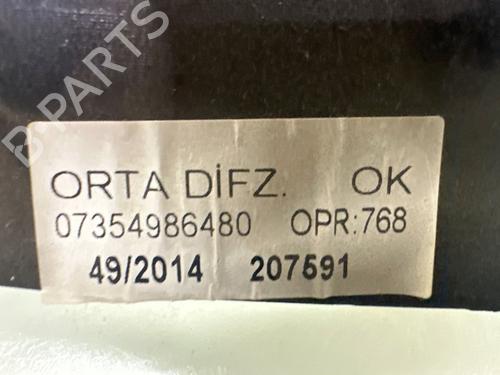 B PARTS
ORTA DİFZ. OK
07354986480 OPR:768
49/2014 207591